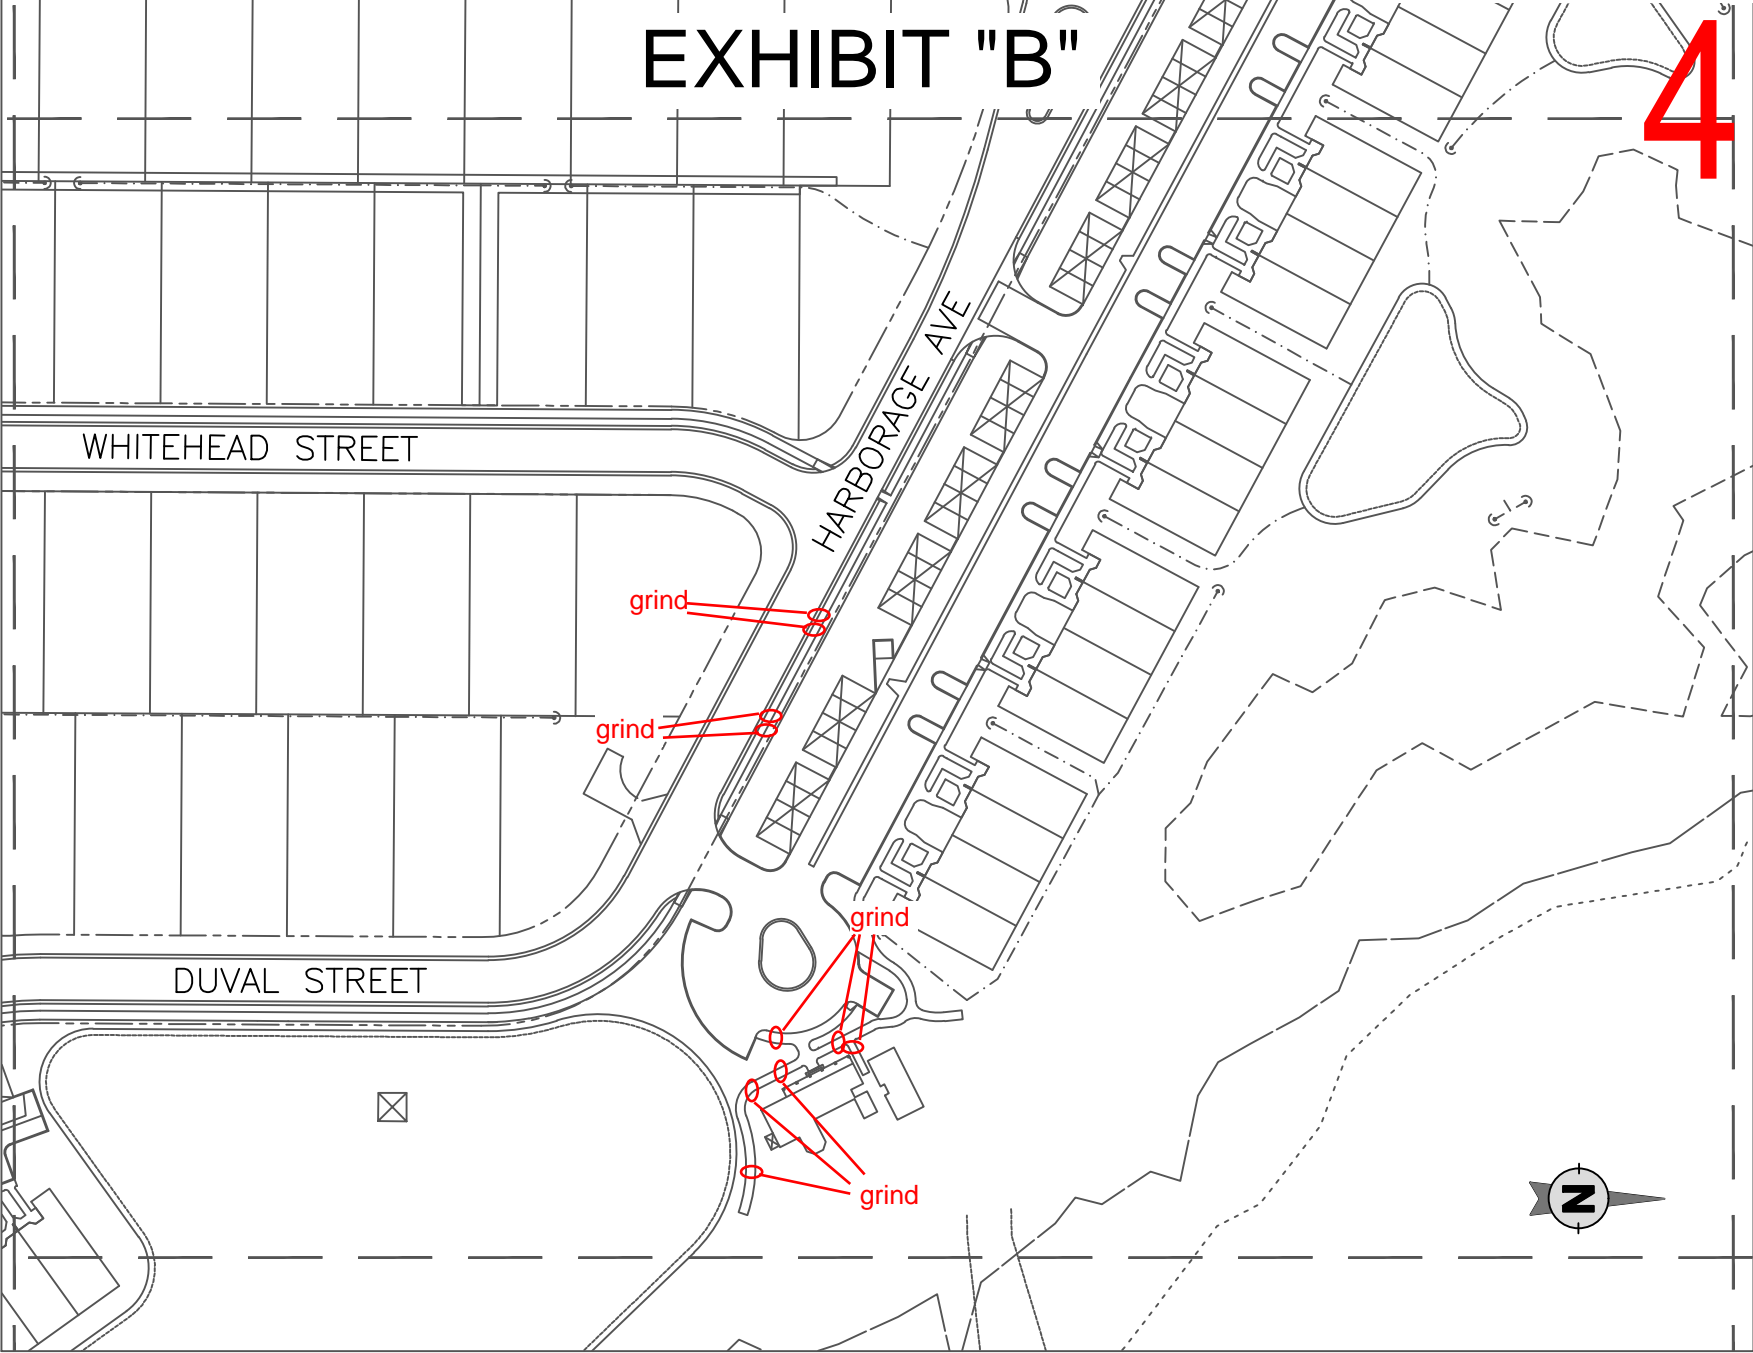 EXHIBIT "B"
4
HARBORAGE AVE
WHITEHEAD STREET
grind
grind
grind
DUVAL STREET
grind
N